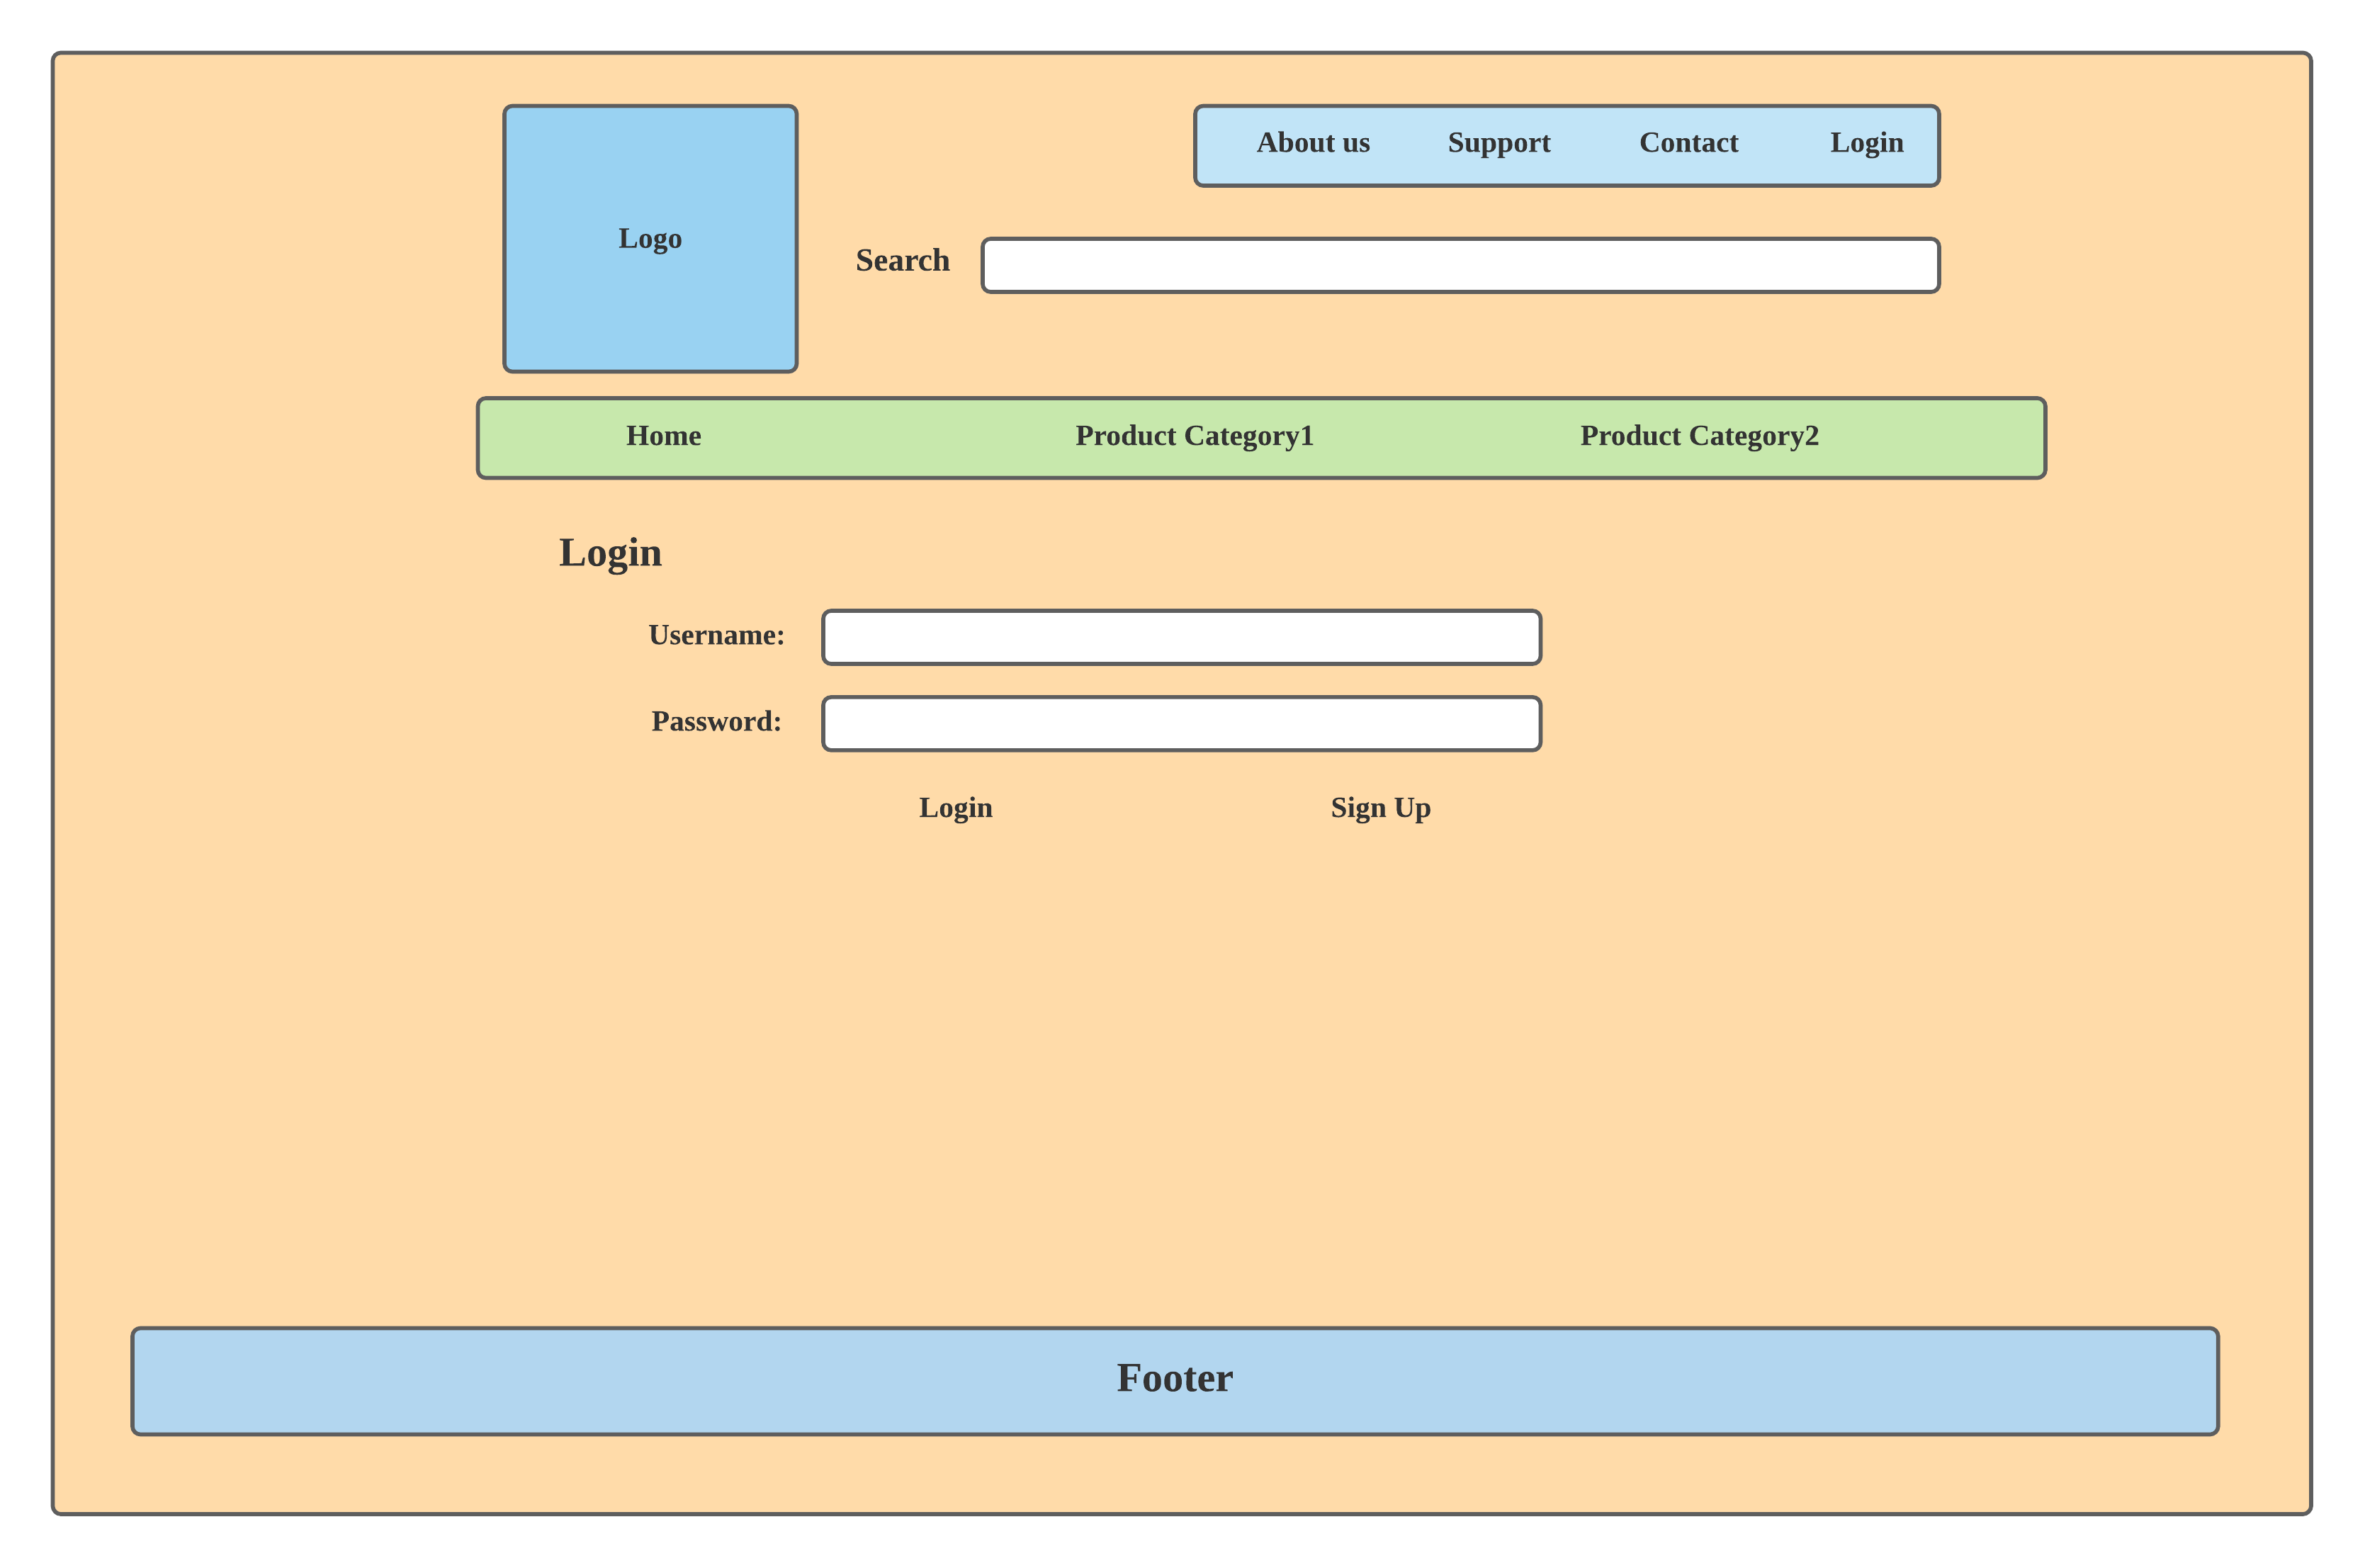 About us Support Contact Login
Logo
Search
Home Product Category1 Product Category2
Login
Username:
Password:
Login Sign Up
Footer